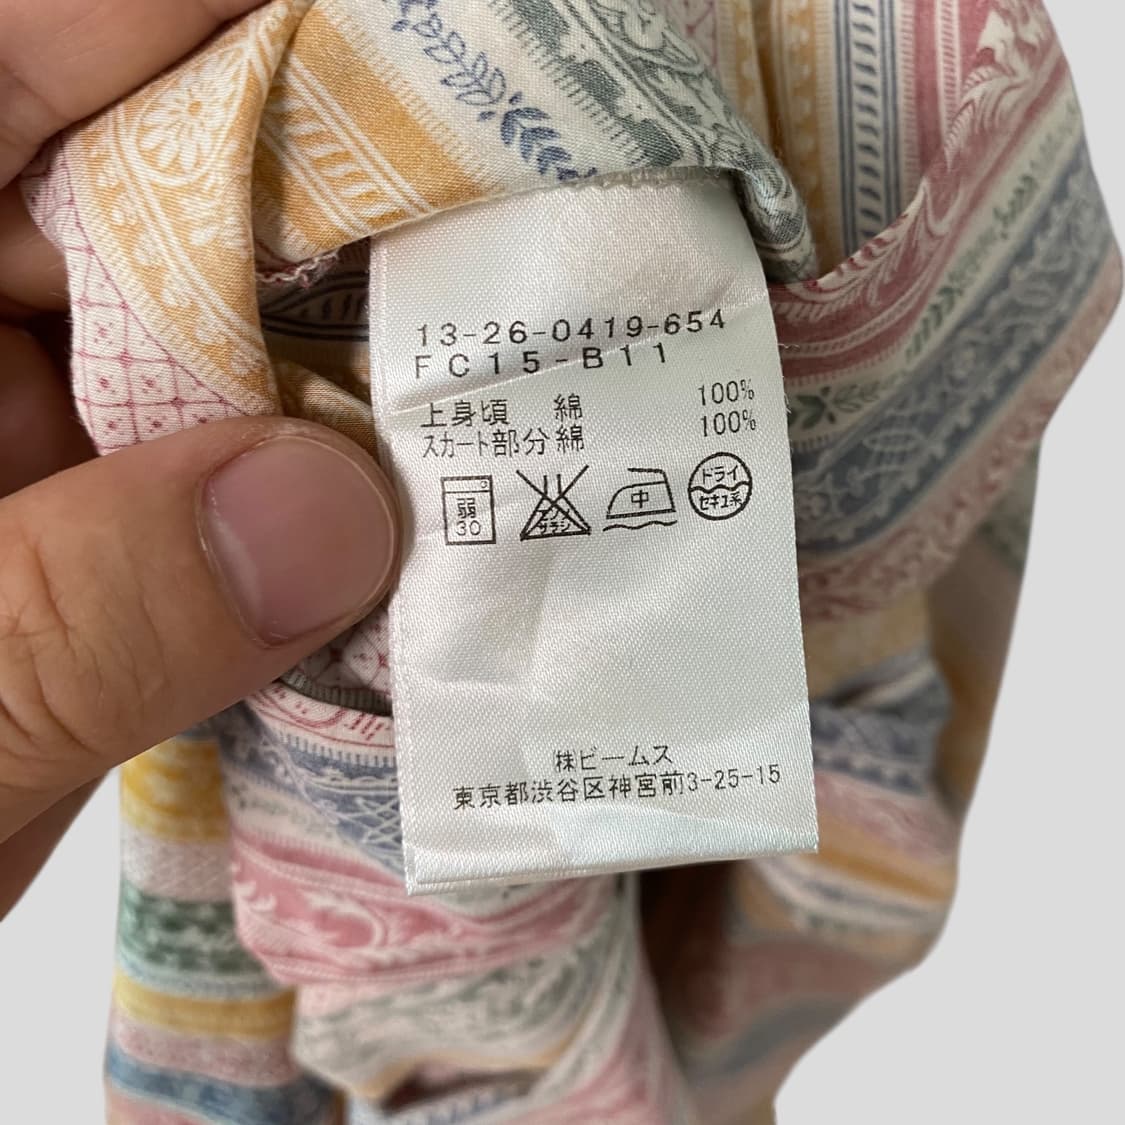 13-26-0419-654
FC15-B11
上身頃 綿 100%
スカート部分 綿 100%
弱 30 エンソサラシ 中 ドライ セキユ系
㈱ビームス
東京都渋谷区神宮前3-25-15